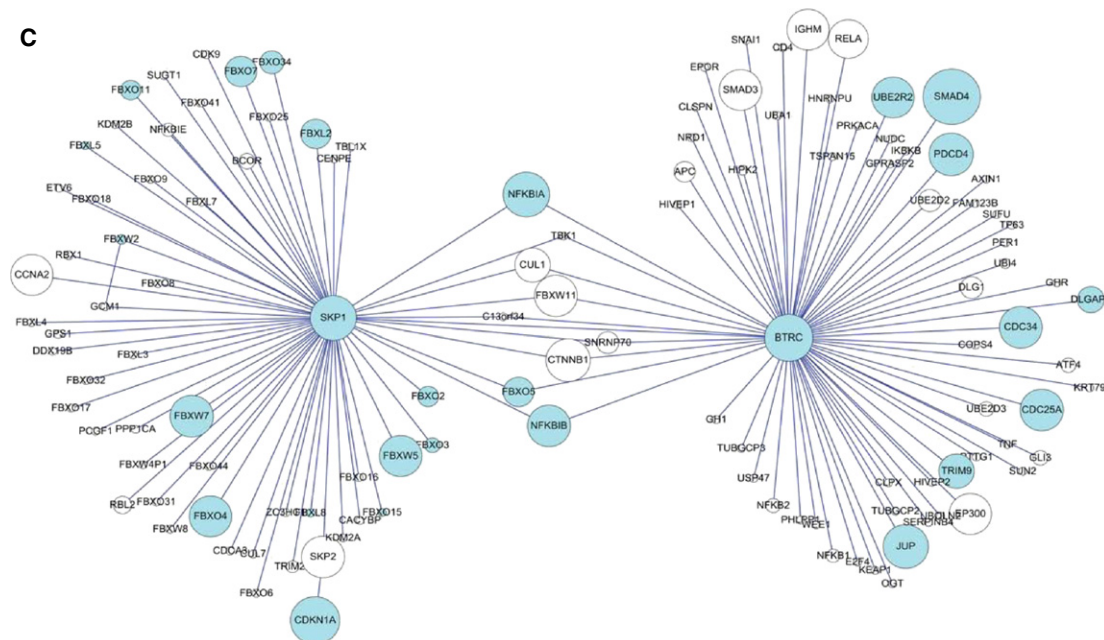 C
CDK9
FBXO34
FBXO7
SUGT1
FBXO11
FBXO41
FBXO25
KDM2B
NFKBIE
FBXL2
TBL1X
FBXL5
BCOR
CENPE
FBXO9
ETV6
FBXO18
FBXL7
FBXW2
RBX1
CCNA2
FBXO8
GCM1
SKP1
FBXL4
GPS1
DDX19B
FBXL3
FBXO32
FBXO17
FBXW7
PCGF1
PPP1CA
FBXO2
FBXW5
FBXO3
FBXW4P1
FBXO44
FBXO16
RBL2
FBXO31
FBXO4
FBXW8
FBXL8
FBXO15
CACYBP
KDM2A
CDCA3
CUL7
SKP2
FBXO6
CDKN1A
NFKBIA
TBK1
CUL1
FBXW11
C13orf34
SNRNP70
CTNNB1
FBXO5
NFKBIB
SNAI1
CD4
IGHM
RELA
EPOR
SMAD3
HNRNPU
UBE2R2
SMAD4
CLSPN
UBA1
PRKACA
NRD1
NUDC
IKBKB
PDCD4
TSPAN15
GPRASP2
APC
HIPK2
AXIN1
HIVEP1
UBE2D2
FAM123B
SUFU
TP63
PER1
UBI4
DLG1
GHR
CDC34
BTRC
COPS4
ATF4
KRT79
UBE2D3
CDC25A
GH1
TNF
GLI3
TUBGCP3
TRIM9
SUN2
USP47
CLPX
HIVEP2
NFKB2
TUBGCP2
EP300
SERPINB4
PHLPP1
WEE1
JUP
NFKB1
E2F4
KEAP1
OGT